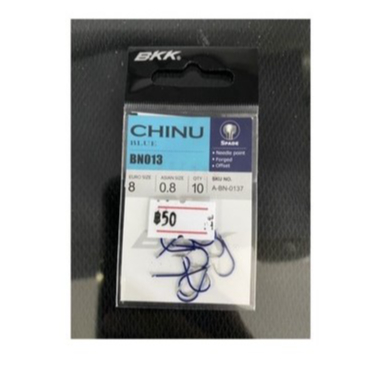 BKK®
CHINU
BLUE
BN013
SPADE
• Needle point
• Forged
• Offset
EURO SIZE
8
ASIAN SIZE
0.8
QTY
10
SKU NO.
A-BN-0137
฿50
BKK